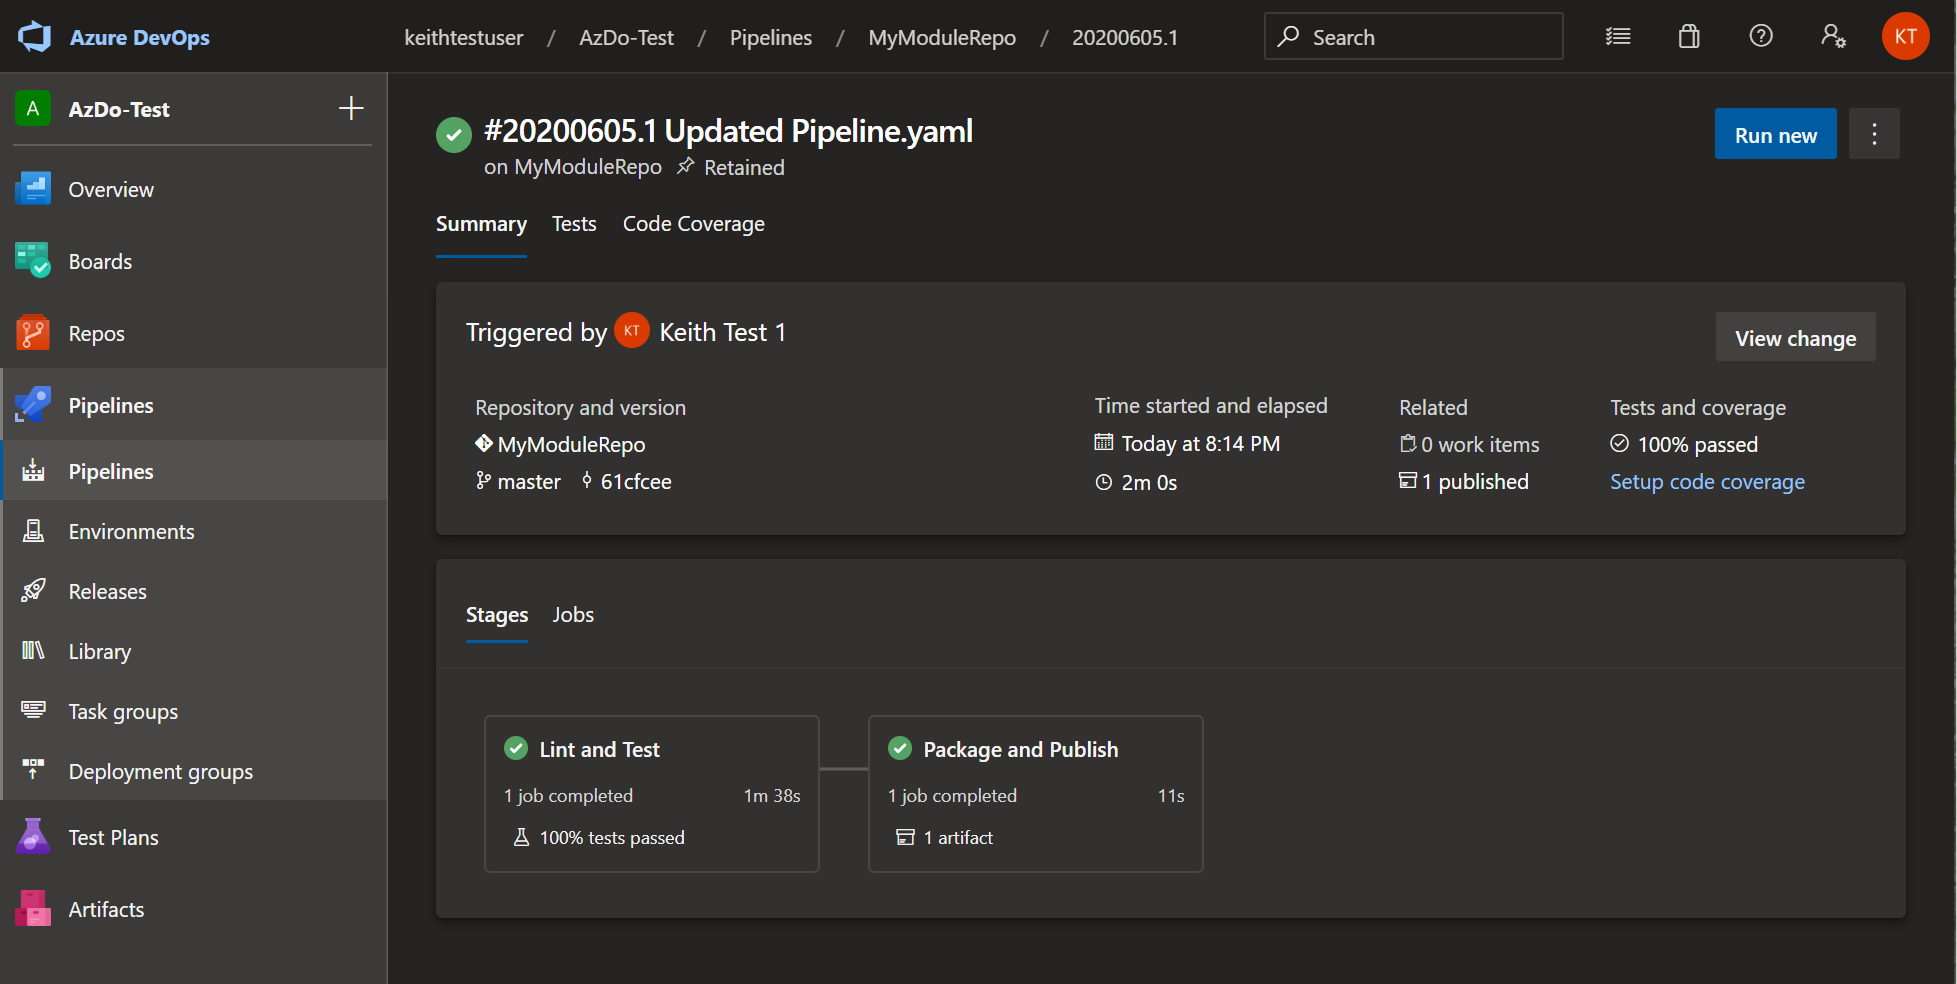 Azure DevOps
keithtestuser / AzDo-Test / Pipelines / MyModuleRepo / 20200605.1
Search
KT
A AzDo-Test
Overview
Boards
Repos
Pipelines
Pipelines
Environments
Releases
Library
Task groups
Deployment groups
Test Plans
Artifacts
#20200605.1 Updated Pipeline.yaml
on MyModuleRepo Retained
Run new
Summary Tests Code Coverage
Triggered by KT Keith Test 1
View change
Repository and version
MyModuleRepo
master 61cfcee
Time started and elapsed
Today at 8:14 PM
2m 0s
Related
0 work items
1 published
Tests and coverage
100% passed
Setup code coverage
Stages Jobs
Lint and Test
1 job completed 1m 38s
100% tests passed
Package and Publish
1 job completed 11s
1 artifact